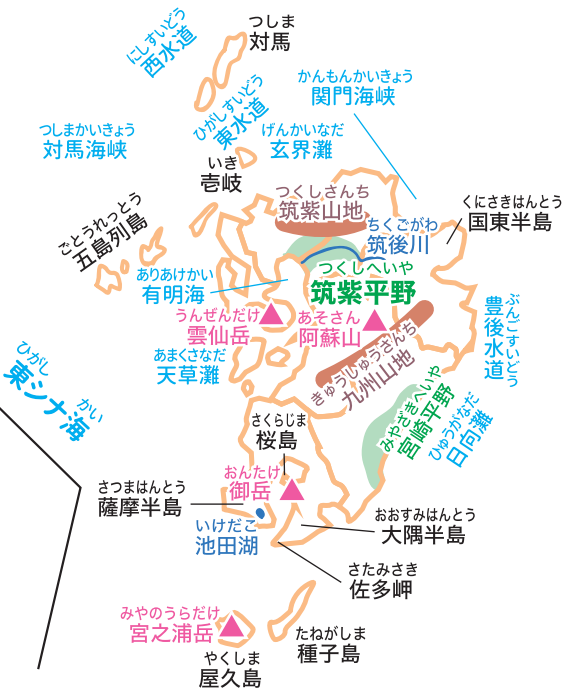 つしま
対馬
にしすいどう
西水道
ひがしすいどう
東水道
かんもんかいきょう
関門海峡
つしまかいきょう
対馬海峡
げんかいなだ
玄界灘
いき
壱岐
つくしさんち
筑紫山地
くにさきはんとう
国東半島
ごとうれっとう
五島列島
ちくごがわ
筑後川
つくしへいや
筑紫平野
ありあけかい
有明海
うんぜんだけ
雲仙岳
あそさん
阿蘇山
ぶんごすいどう
豊後水道
あまくさなだ
天草灘
きゅうしゅうさんち
九州山地
ひがし かい
東シナ海
みやざきへいや
宮崎平野
ひゅうがなだ
日向灘
さくらじま
桜島
おんたけ
御岳
さつまはんとう
薩摩半島
おおすみはんとう
大隅半島
いけだこ
池田湖
さたみさき
佐多岬
みやのうらだけ
宮之浦岳
たねがしま
種子島
やくしま
屋久島